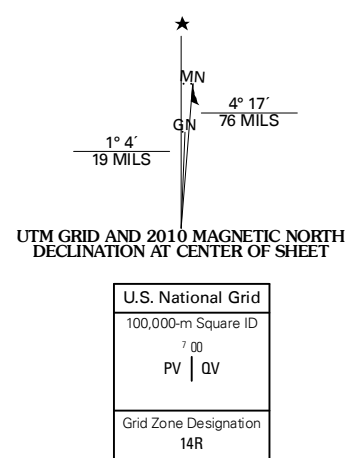 ★
MN
4° 17´
76 MILS
GN
1° 4´
19 MILS
UTM GRID AND 2010 MAGNETIC NORTH
DECLINATION AT CENTER OF SHEET
U.S. National Grid
100,000-m Square ID
7 00
PV | QV
Grid Zone Designation
14R